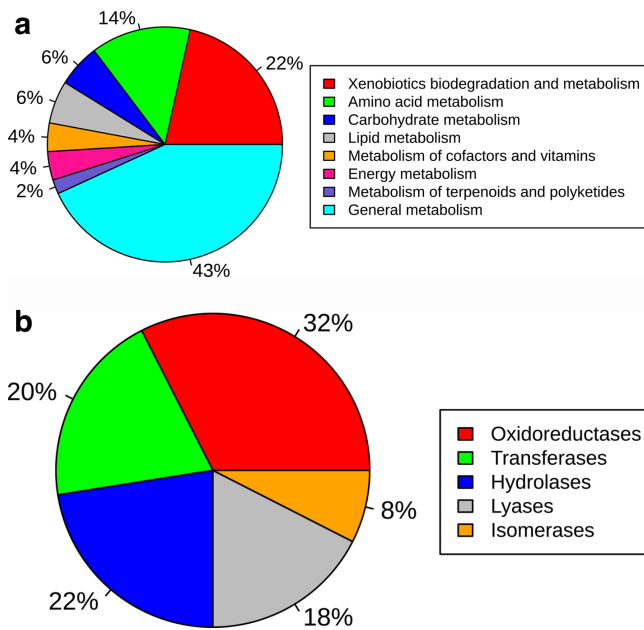 a
14%
22%
6%
6%
4%
4%
2%
43%
Xenobiotics biodegradation and metabolism
Amino acid metabolism
Carbohydrate metabolism
Lipid metabolism
Metabolism of cofactors and vitamins
Energy metabolism
Metabolism of terpenoids and polyketides
General metabolism
b
32%
20%
8%
22%
18%
Oxidoreductases
Transferases
Hydrolases
Lyases
Isomerases